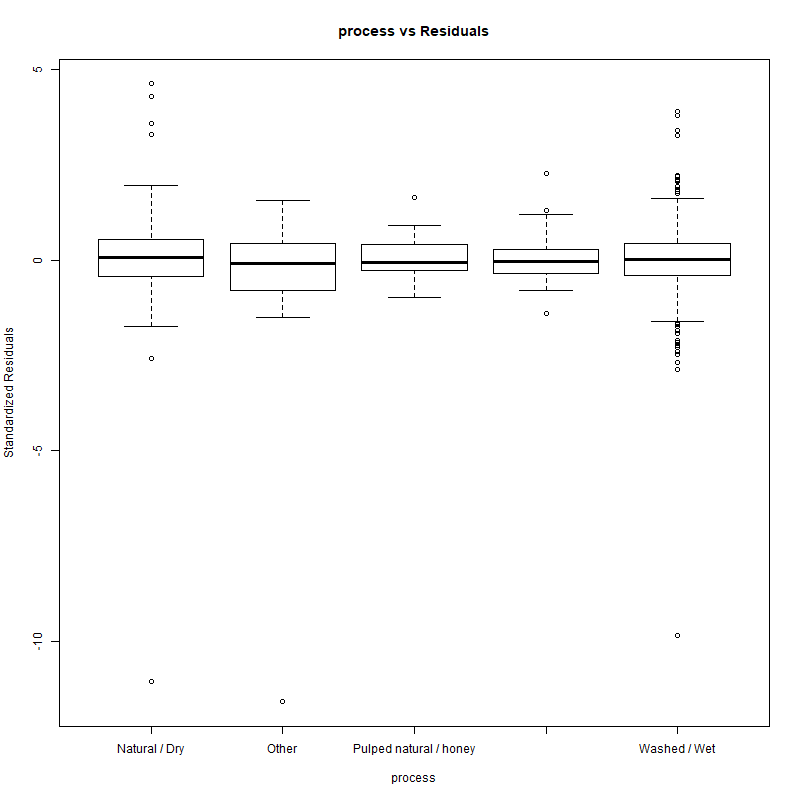 process vs Residuals
Standardized Residuals
5
0
-5
-10
Natural / Dry
Other
Pulped natural / honey
Washed / Wet
process